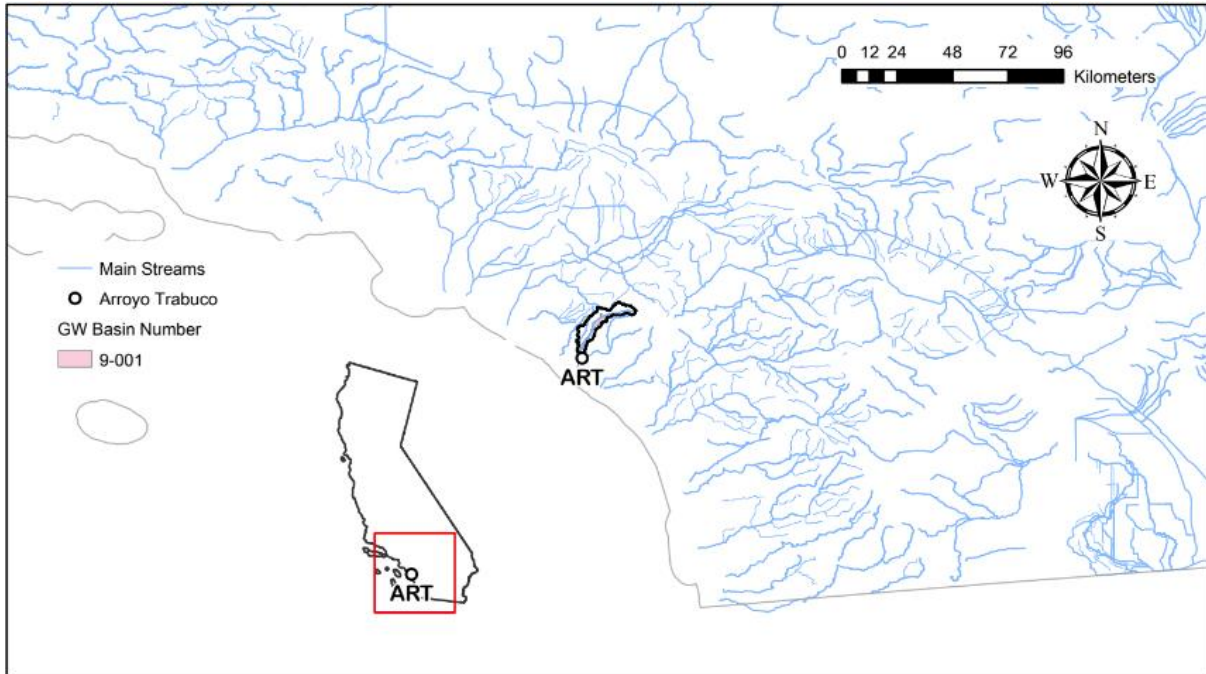 0 12 24 48 72 96
Kilometers
N
W E
S
Main Streams
Arroyo Trabuco
GW Basin Number
9-001
ART
ART